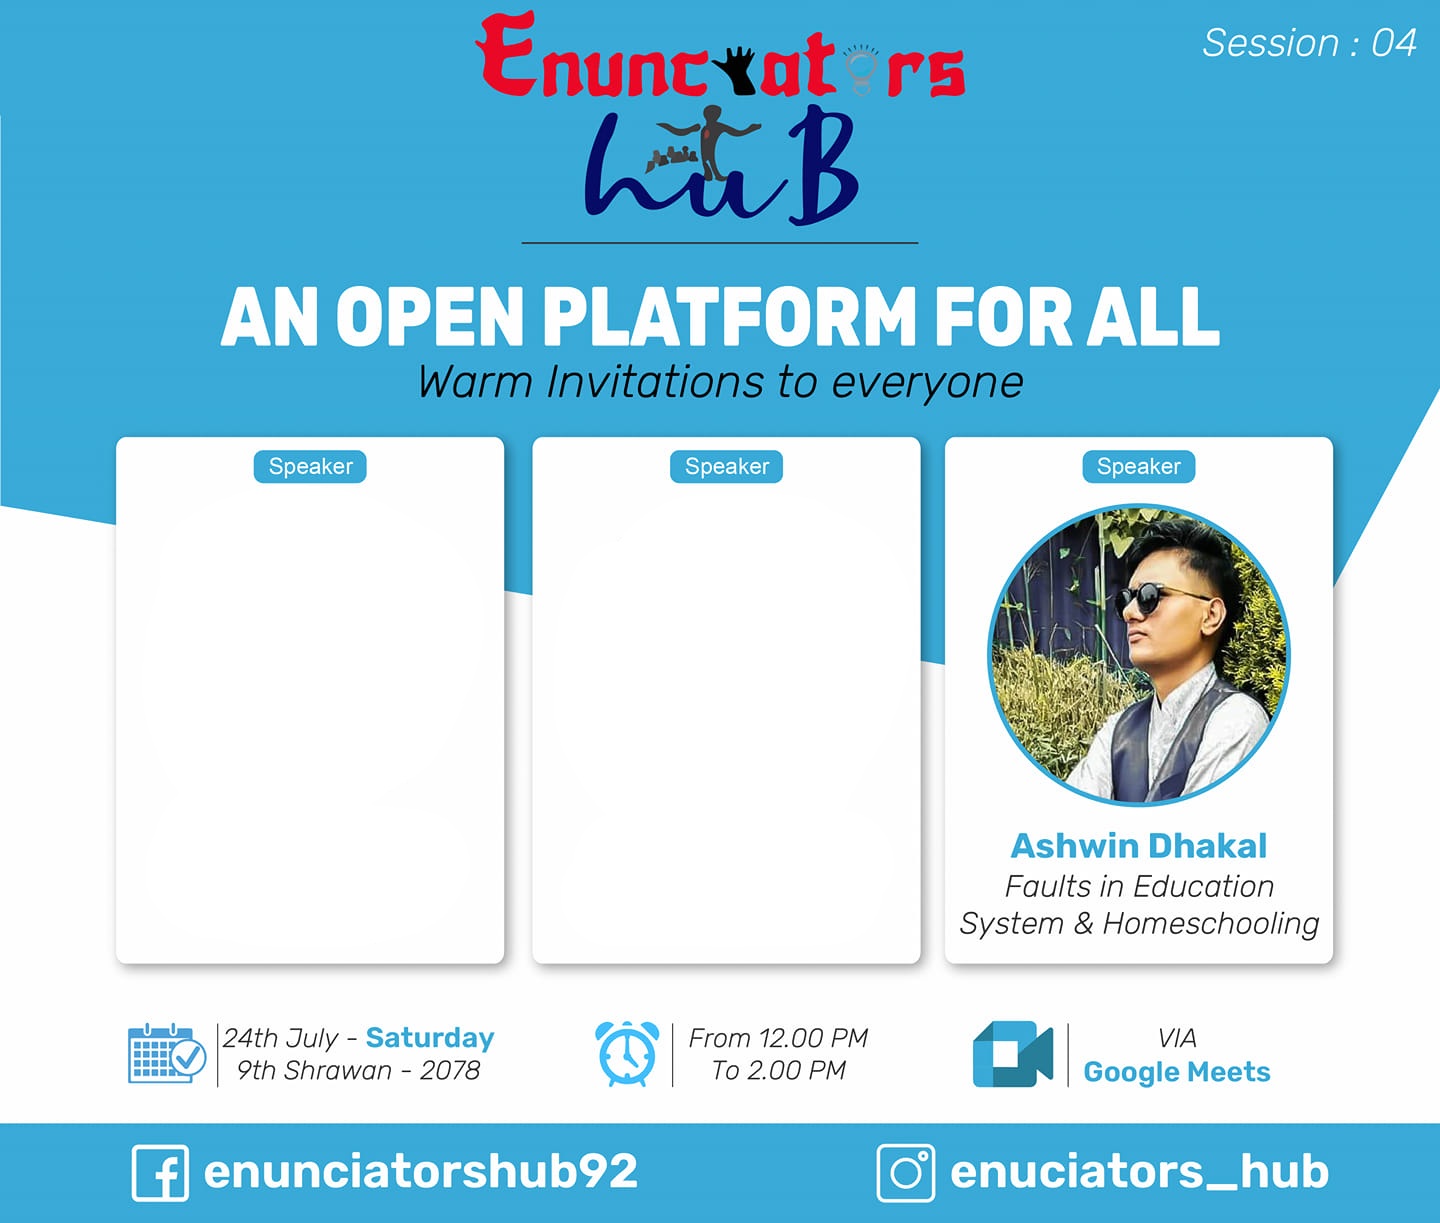 Session : 04
Enunciators
huB
AN OPEN PLATFORM FOR ALL
Warm Invitations to everyone
Speaker
Speaker
Speaker
Ashwin Dhakal
Faults in Education
System & Homeschooling
24th July - Saturday
9th Shrawan - 2078
From 12.00 PM
To 2.00 PM
VIA
Google Meets
enunciatorshub92
enuciators_hub